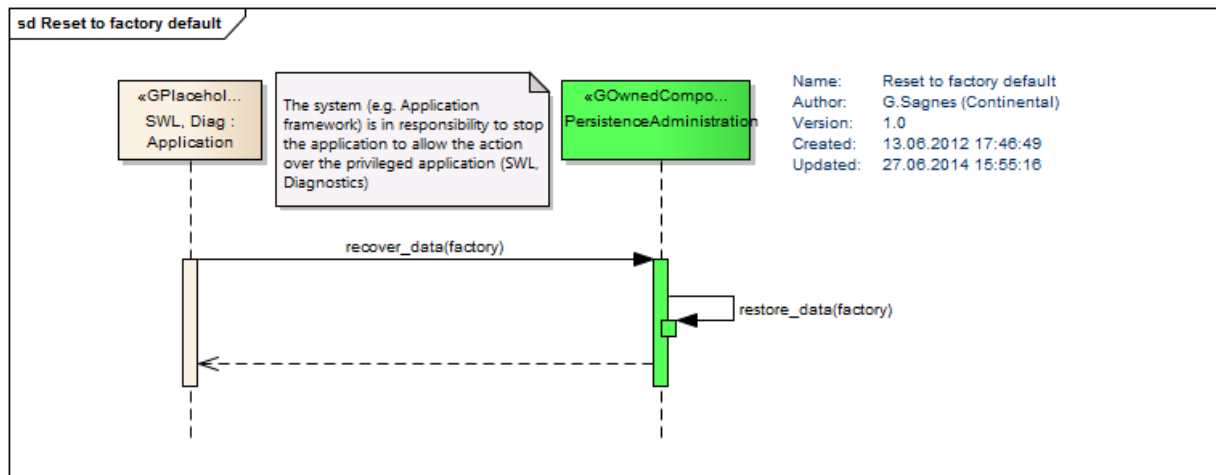 sd Reset to factory default
«GPlacehol...
SWL, Diag :
Application
The system (e.g. Application
framework) is in responsibility to stop
the application to allow the action
over the privileged application (SWL,
Diagnostics)
«GOwnedCompo...
PersistenceAdministration
Name: Reset to factory default
Author: G.Sagnes (Continental)
Version: 1.0
Created: 13.06.2012 17:46:49
Updated: 27.06.2014 15:55:16
recover_data(factory)
restore_data(factory)